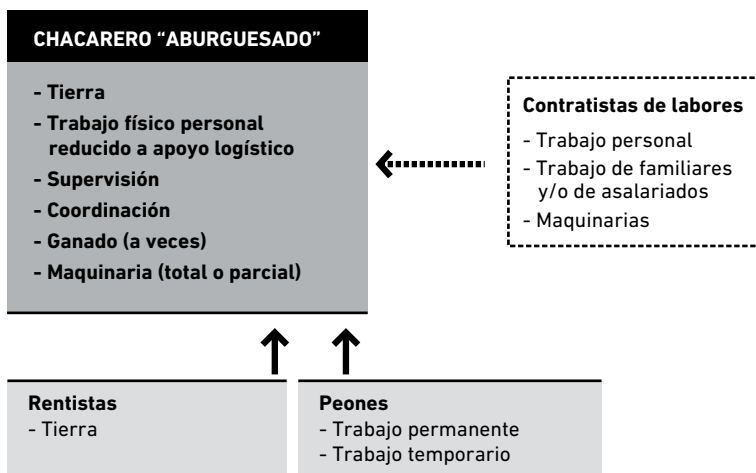 CHACARERO “ABURGUESADO”
- Tierra
- Trabajo físico personal
reducido a apoyo logístico
- Supervisión
- Coordinación
- Ganado (a veces)
- Maquinaria (total o parcial)
Contratistas de labores
- Trabajo personal
- Trabajo de familiares
y/o de asalariados
- Maquinarias
Rentistas
- Tierra
Peones
- Trabajo permanente
- Trabajo temporario